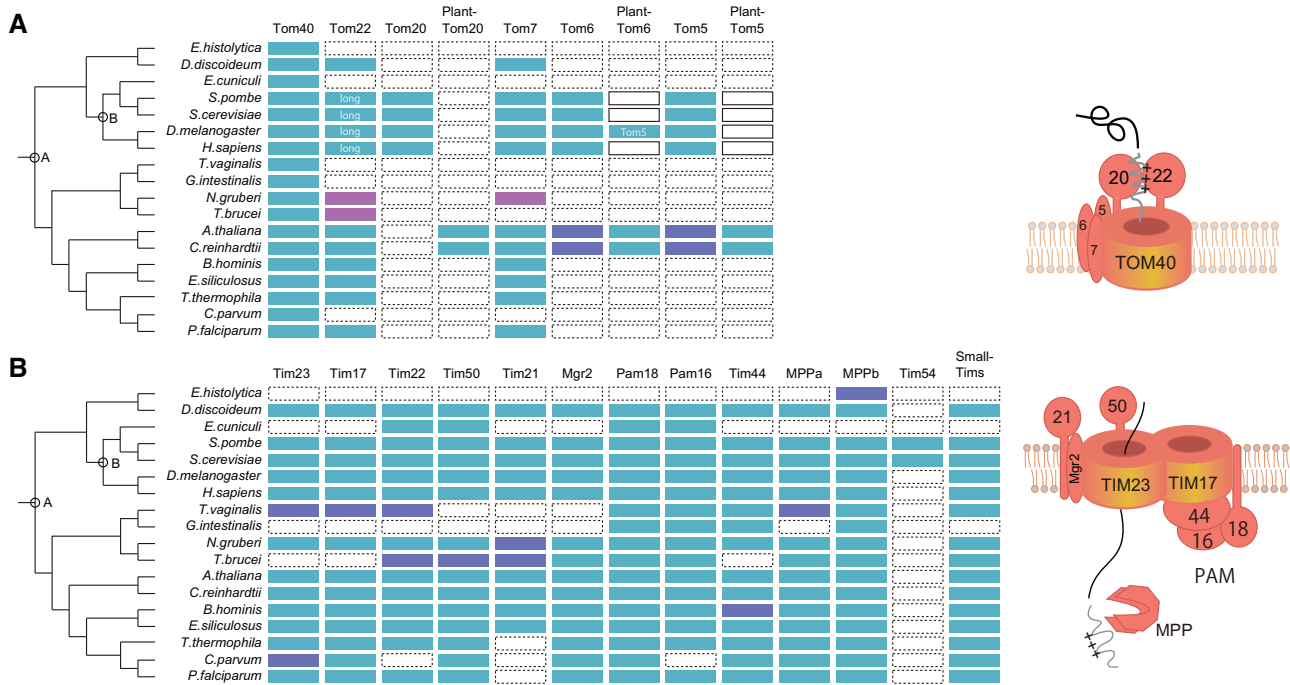 A
Tom40 Tom22 Tom20 Plant-Tom20 Tom7 Tom6 Plant-Tom6 Tom5 Plant-Tom5
E.histolytica
D.discoideum
E.cuniculi
S.pombe long
S.cerevisiae long
D.melanogaster long Tom5
H.sapiens long
T.vaginalis
G.intestinalis
N.gruberi
T.brucei
A.thaliana
C.reinhardtii
B.hominis
E.siliculosus
T.thermophila
C.parvum
P.falciparum
B
A
20 22
+++
5
6
7
TOM40
B
Tim23 Tim17 Tim22 Tim50 Tim21 Mgr2 Pam18 Pam16 Tim44 MPPa MPPb Tim54 Small-Tims
E.histolytica
D.discoideum
E.cuniculi
S.pombe
S.cerevisiae
D.melanogaster
H.sapiens
T.vaginalis
G.intestinalis
N.gruberi
T.brucei
A.thaliana
C.reinhardtii
B.hominis
E.siliculosus
T.thermophila
C.parvum
P.falciparum
B
A
21
50
Mgr2
TIM23
TIM17
44
16
18
PAM
MPP
+++